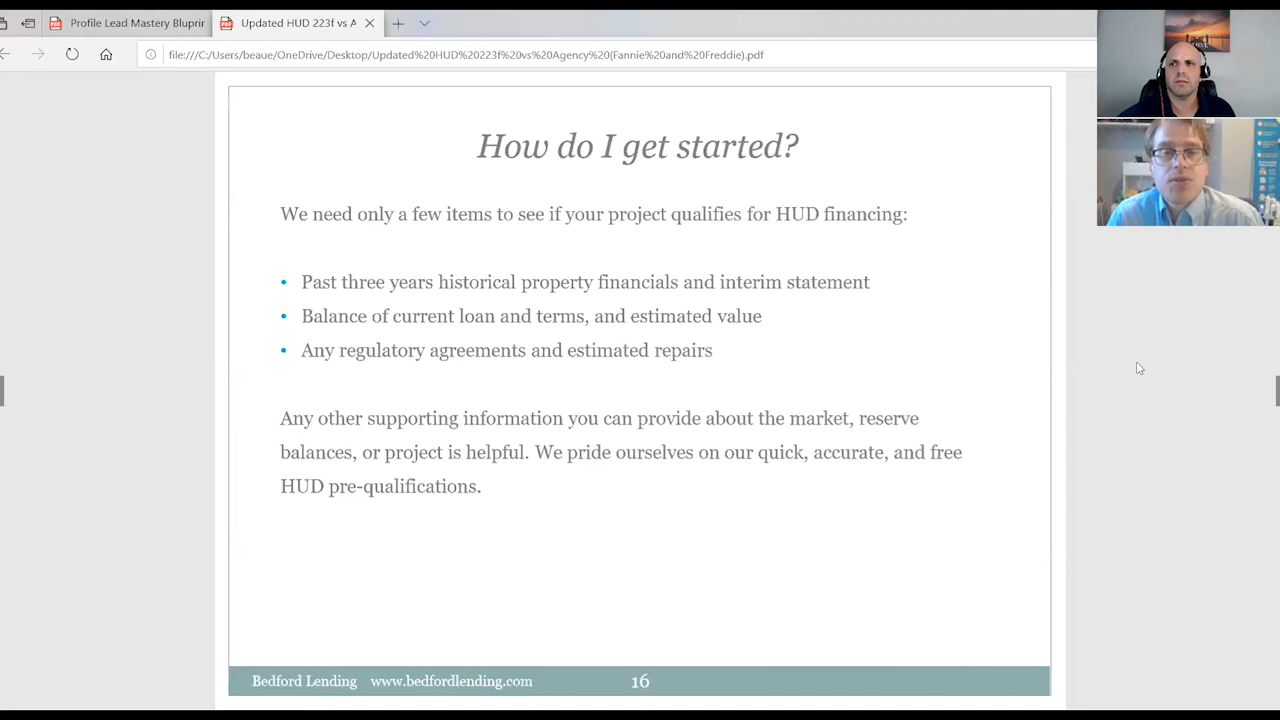 Profile Lead Mastery Bluprir
Updated HUD 223f vs A
file:///C:/Users/beaue/OneDrive/Desktop/Updated%20HUD%20223f%20vs%20Agency%20(Fannie%20and%20Freddie).pdf
How do I get started?
We need only a few items to see if your project qualifies for HUD financing:
• Past three years historical property financials and interim statement
• Balance of current loan and terms, and estimated value
• Any regulatory agreements and estimated repairs
Any other supporting information you can provide about the market, reserve
balances, or project is helpful. We pride ourselves on our quick, accurate, and free
HUD pre-qualifications.
Bedford Lending www.bedfordlending.com 16